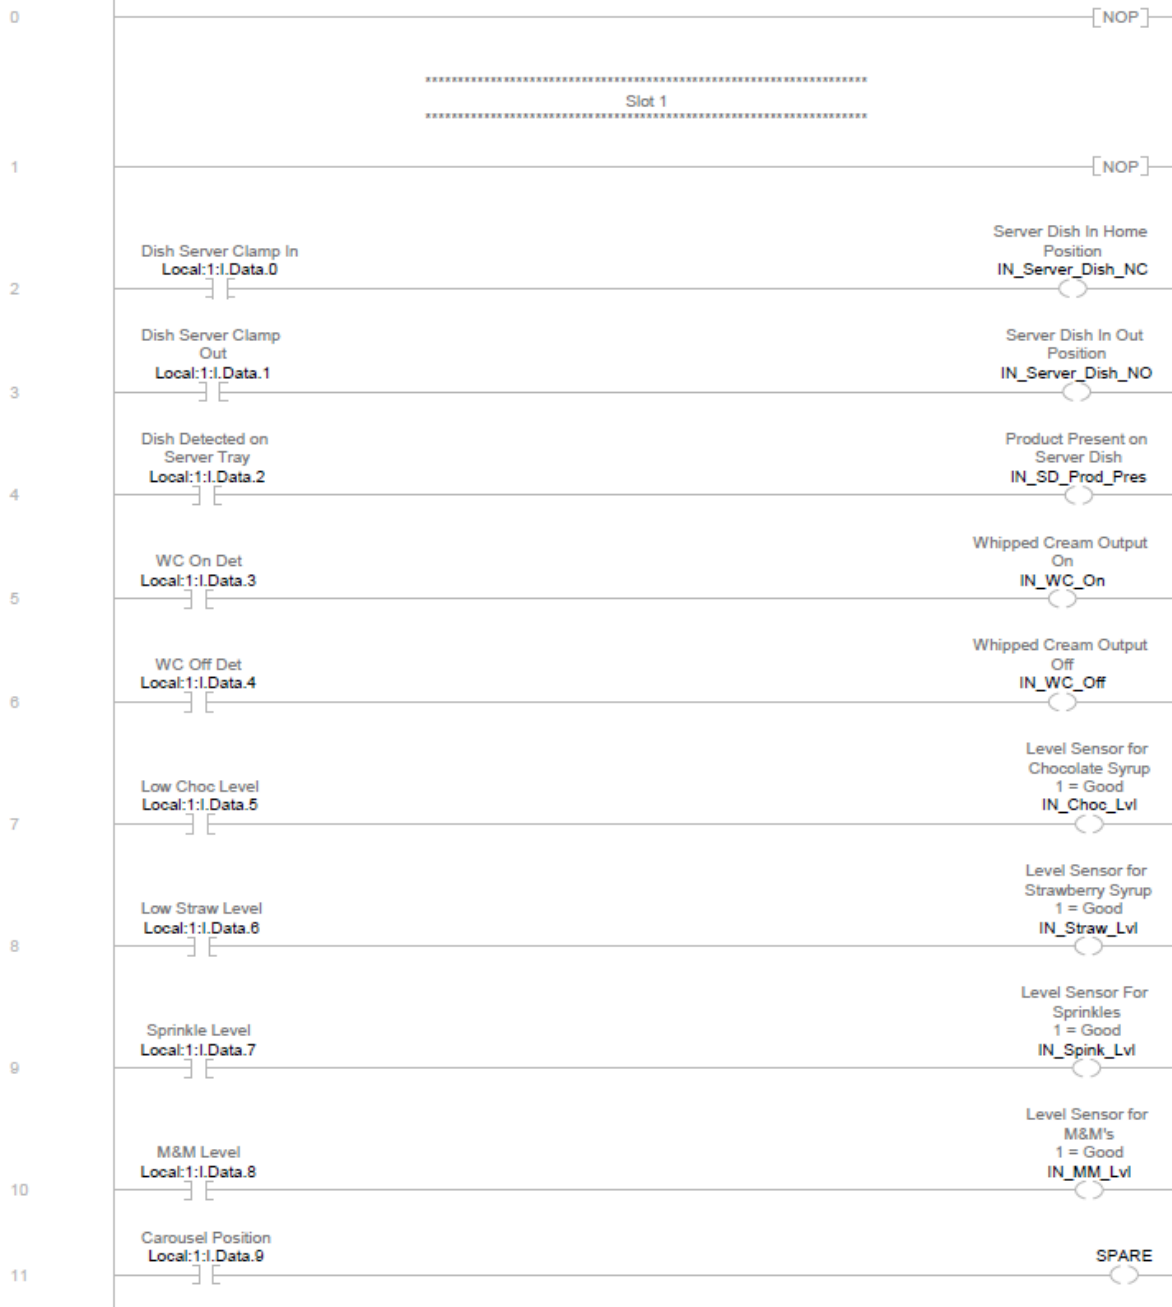 0
[NOP]
********************************************************************
Slot 1
********************************************************************
1
[NOP]
Dish Server Clamp In
Local:1:I.Data.0
Server Dish In Home
Position
IN_Server_Dish_NC
2
Dish Server Clamp
Out
Local:1:I.Data.1
Server Dish In Out
Position
IN_Server_Dish_NO
3
Dish Detected on
Server Tray
Local:1:I.Data.2
Product Present on
Server Dish
IN_SD_Prod_Pres
4
WC On Det
Local:1:I.Data.3
Whipped Cream Output
On
IN_WC_On
5
WC Off Det
Local:1:I.Data.4
Whipped Cream Output
Off
IN_WC_Off
6
Low Choc Level
Local:1:I.Data.5
Level Sensor for
Chocolate Syrup
1 = Good
IN_Choc_Lvl
7
Low Straw Level
Local:1:I.Data.6
Level Sensor for
Strawberry Syrup
1 = Good
IN_Straw_Lvl
8
Sprinkle Level
Local:1:I.Data.7
Level Sensor For
Sprinkles
1 = Good
IN_Spink_Lvl
9
M&M Level
Local:1:I.Data.8
Level Sensor for
M&M's
1 = Good
IN_MM_Lvl
10
Carousel Position
Local:1:I.Data.9
SPARE
11